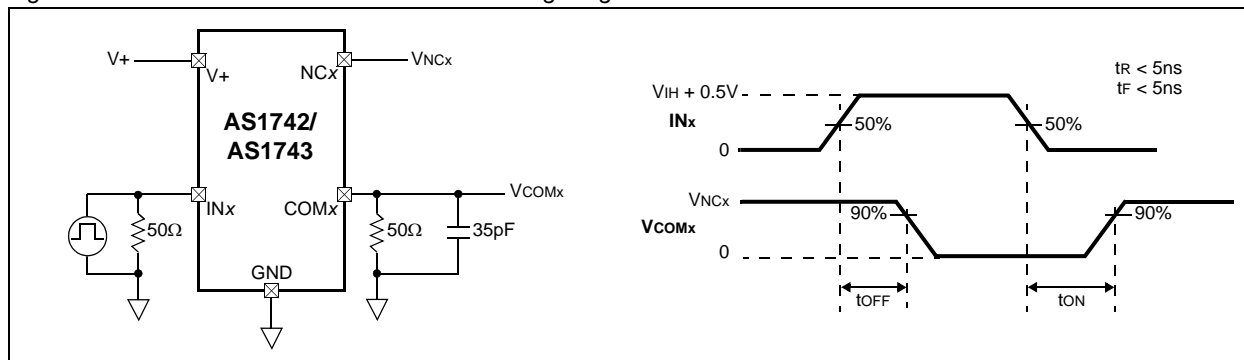 V+
V+
NCx
VNCx
AS1742/
AS1743
INx
COMx
VCOMx
50Ω
50Ω
35pF
GND
tR < 5ns
tF < 5ns
VIH + 0.5V
INx
50%
50%
0
VNCx
90%
90%
VCOMx
0
tOFF
tON